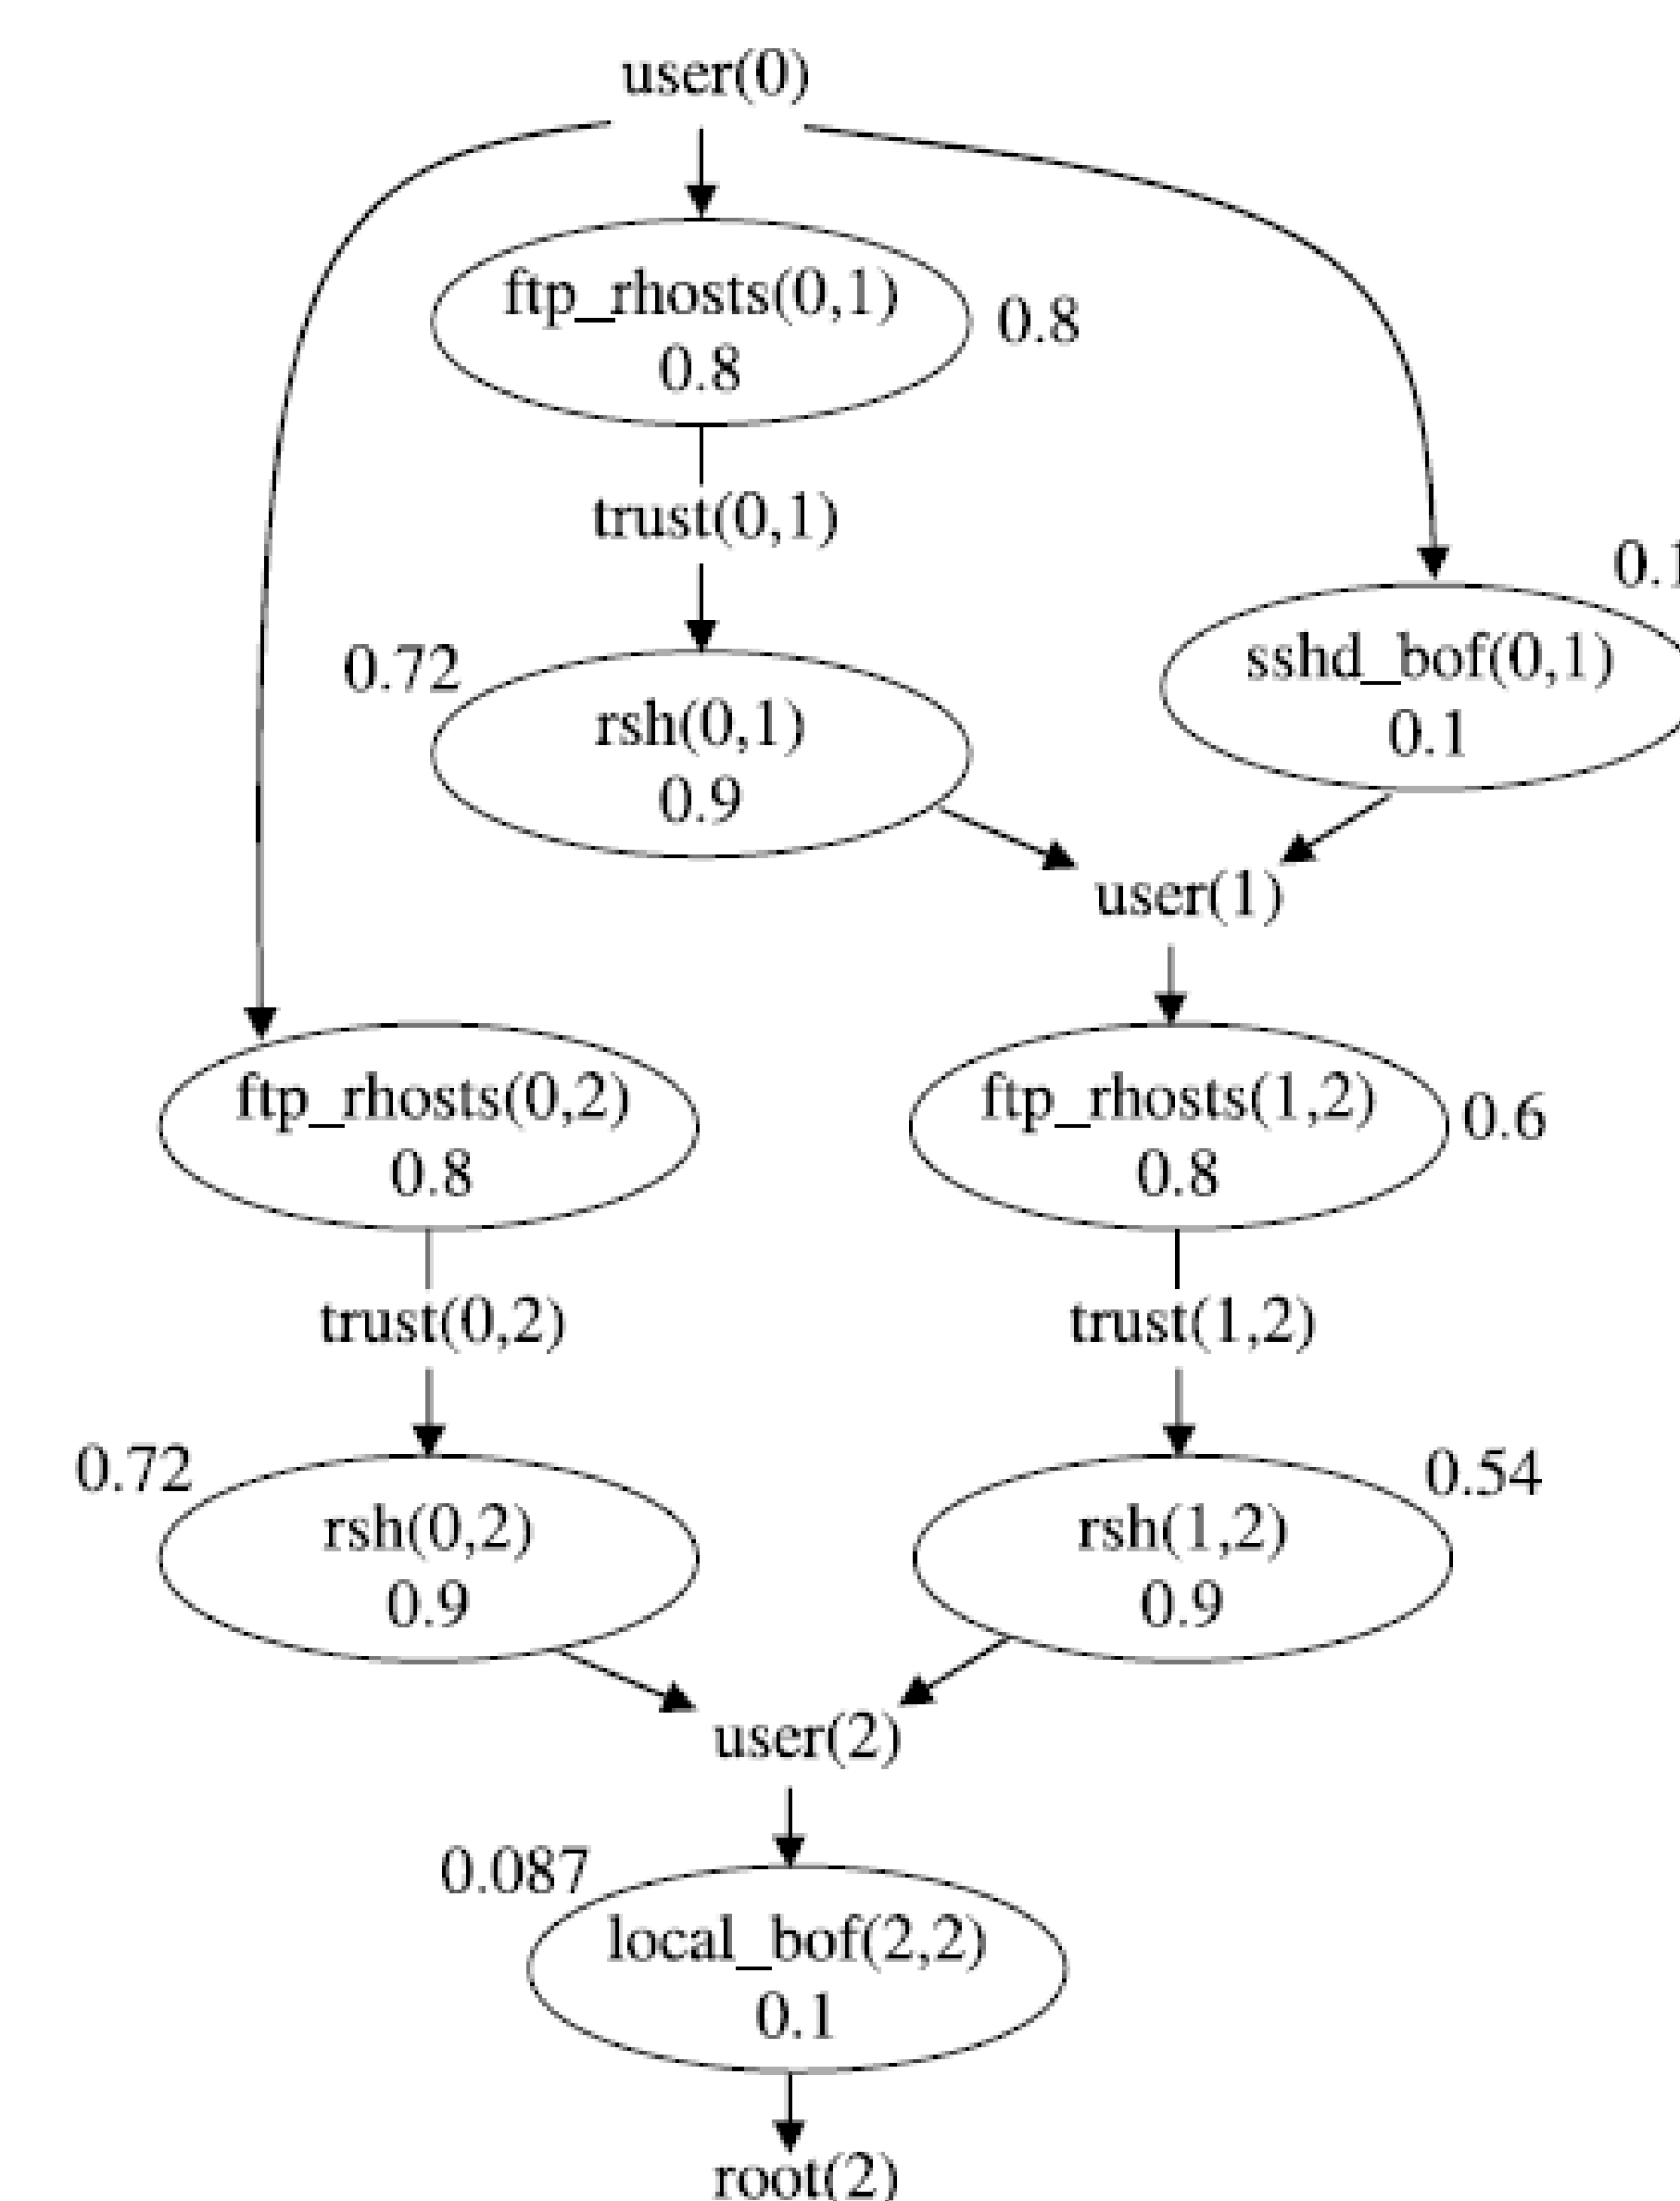 user(0)
ftp_rhosts(0,1)
0.8
0.8
trust(0,1)
0.1
0.72
rsh(0,1)
0.9
sshd_bof(0,1)
0.1
user(1)
ftp_rhosts(0,2)
0.8
ftp_rhosts(1,2)
0.8
0.6
trust(0,2)
trust(1,2)
0.72
rsh(0,2)
0.9
0.54
rsh(1,2)
0.9
user(2)
0.087
local_bof(2,2)
0.1
root(2)